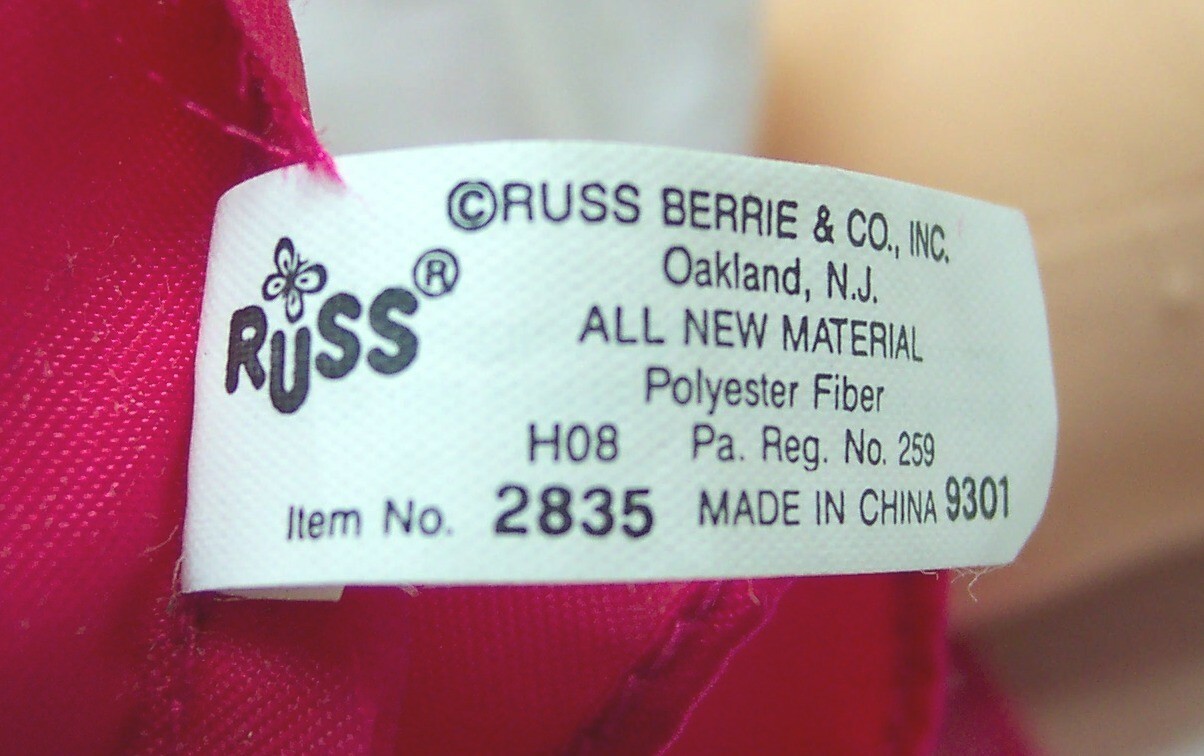 RUSS®
©RUSS BERRIE & CO., INC.
Oakland, N.J.
ALL NEW MATERIAL
Polyester Fiber
H08 Pa. Reg. No. 259
Item No. 2835 MADE IN CHINA 9301